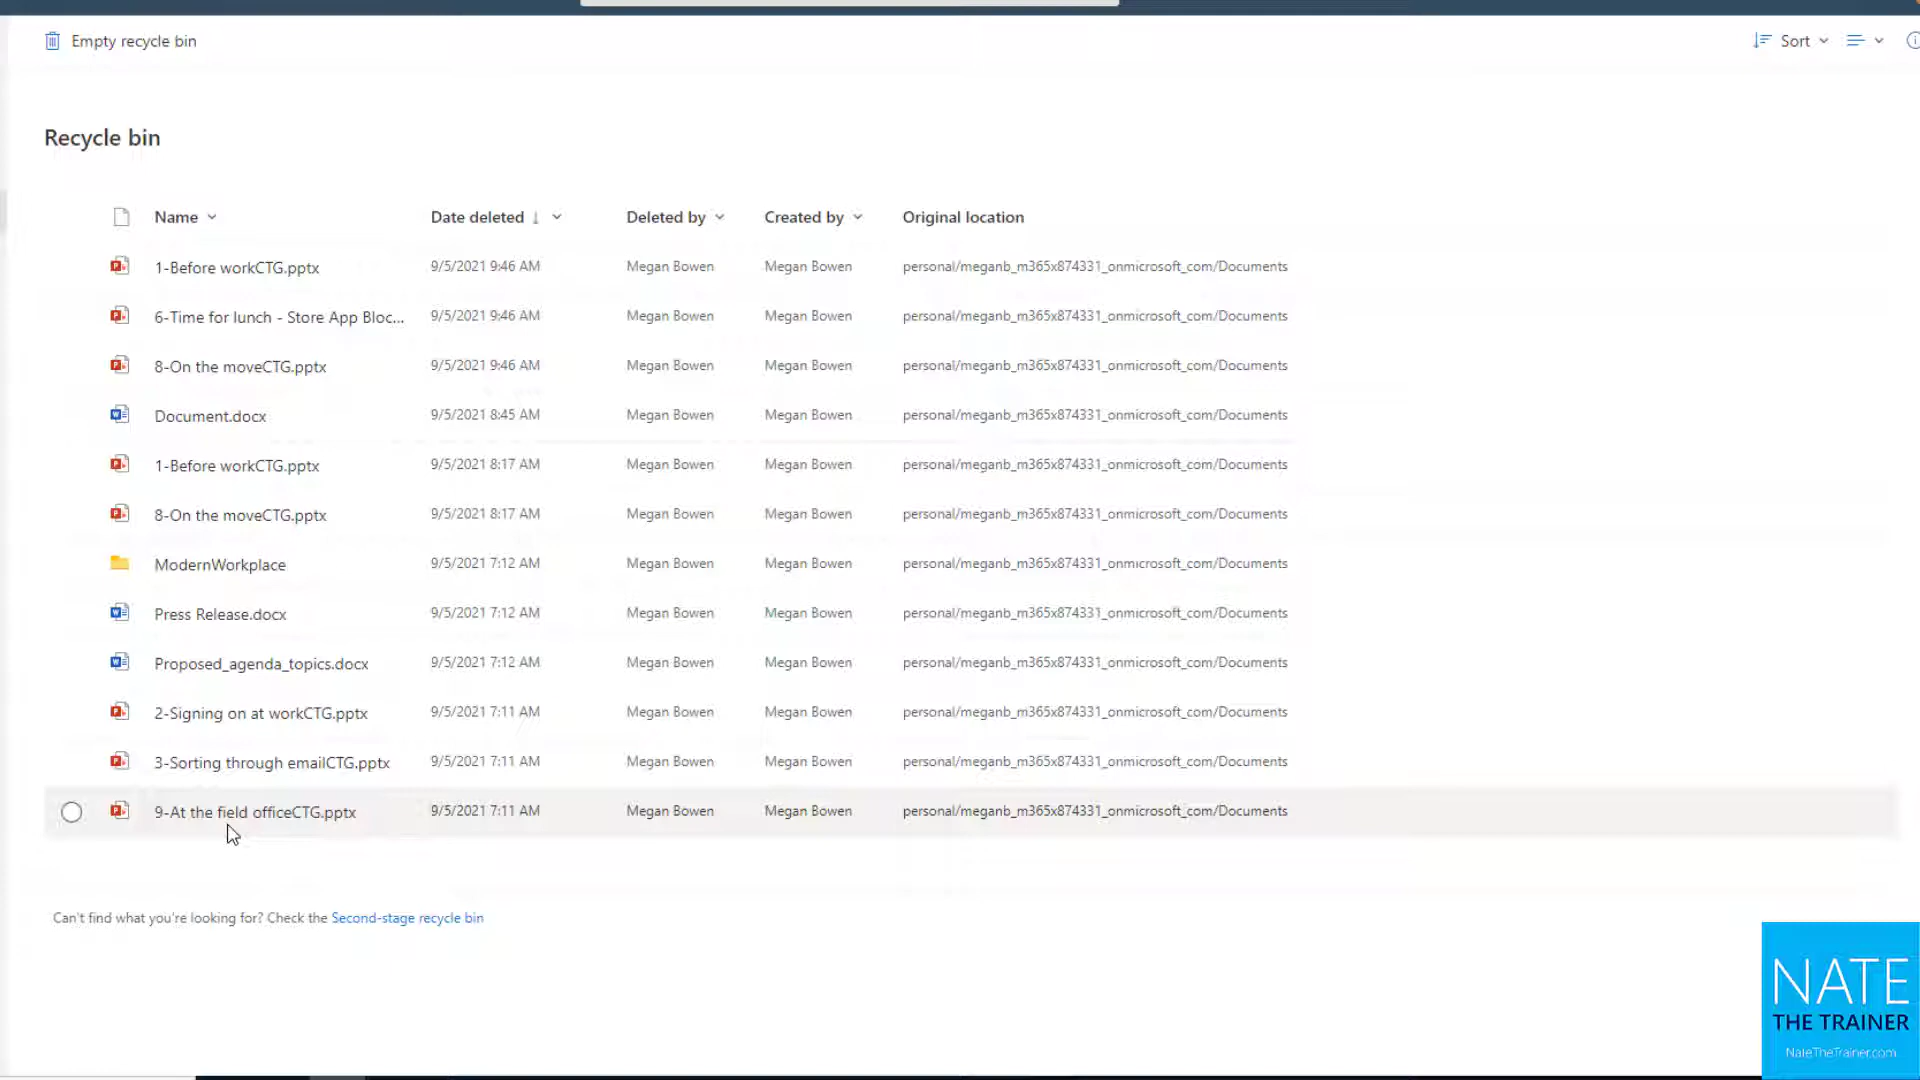 Empty recycle bin
Sort
Recycle bin
Name Date deleted ↓ Deleted by Created by Original location
1-Before workCTG.pptx 9/5/2021 9:46 AM Megan Bowen Megan Bowen personal/meganb_m365x874331_onmicrosoft_com/Documents
6-Time for lunch - Store App Bloc... 9/5/2021 9:46 AM Megan Bowen Megan Bowen personal/meganb_m365x874331_onmicrosoft_com/Documents
8-On the moveCTG.pptx 9/5/2021 9:46 AM Megan Bowen Megan Bowen personal/meganb_m365x874331_onmicrosoft_com/Documents
Document.docx 9/5/2021 8:45 AM Megan Bowen Megan Bowen personal/meganb_m365x874331_onmicrosoft_com/Documents
1-Before workCTG.pptx 9/5/2021 8:17 AM Megan Bowen Megan Bowen personal/meganb_m365x874331_onmicrosoft_com/Documents
8-On the moveCTG.pptx 9/5/2021 8:17 AM Megan Bowen Megan Bowen personal/meganb_m365x874331_onmicrosoft_com/Documents
ModernWorkplace 9/5/2021 7:12 AM Megan Bowen Megan Bowen personal/meganb_m365x874331_onmicrosoft_com/Documents
Press Release.docx 9/5/2021 7:12 AM Megan Bowen Megan Bowen personal/meganb_m365x874331_onmicrosoft_com/Documents
Proposed_agenda_topics.docx 9/5/2021 7:12 AM Megan Bowen Megan Bowen personal/meganb_m365x874331_onmicrosoft_com/Documents
2-Signing on at workCTG.pptx 9/5/2021 7:11 AM Megan Bowen Megan Bowen personal/meganb_m365x874331_onmicrosoft_com/Documents
3-Sorting through emailCTG.pptx 9/5/2021 7:11 AM Megan Bowen Megan Bowen personal/meganb_m365x874331_onmicrosoft_com/Documents
9-At the field officeCTG.pptx 9/5/2021 7:11 AM Megan Bowen Megan Bowen personal/meganb_m365x874331_onmicrosoft_com/Documents
Can't find what you're looking for? Check the Second-stage recycle bin
NATE
THE TRAINER
NateTheTrainer.com